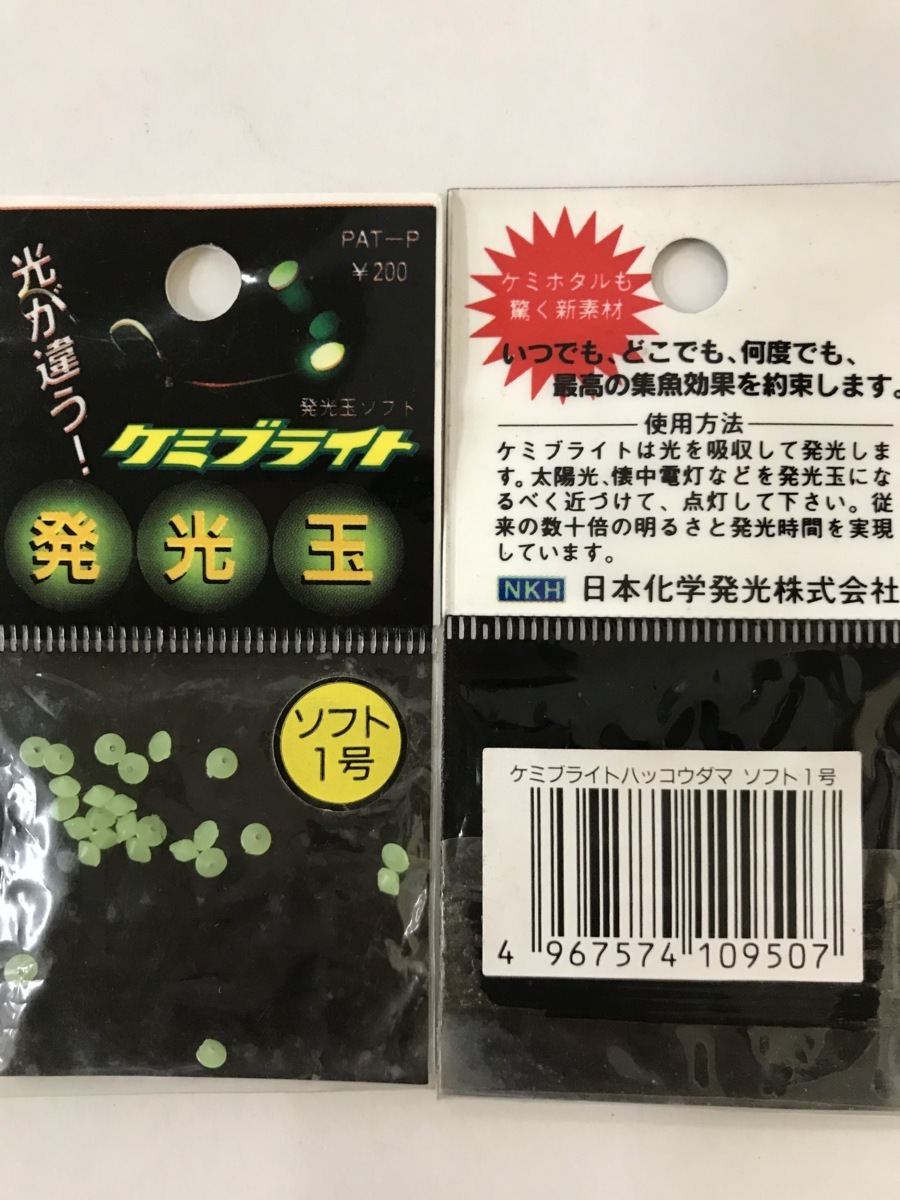 光が違う!
PAT-P
¥200
発光玉ソフト
ケミブライト
発光玉
ソフト
1号
ケミホタルも
驚く新素材
いつでも、どこでも、何度でも、
最高の集魚効果を約束します。
使用方法
ケミブライトは光を吸収して発光しま
す。太陽光、懐中電灯などを発光玉にな
るべく近づけて、点灯して下さい。従
来の数十倍の明るさと発光時間を実現
しています。
NKH 日本化学発光株式会社
ケミブライトハッコウダマ ソフト1号
4 967574 109507